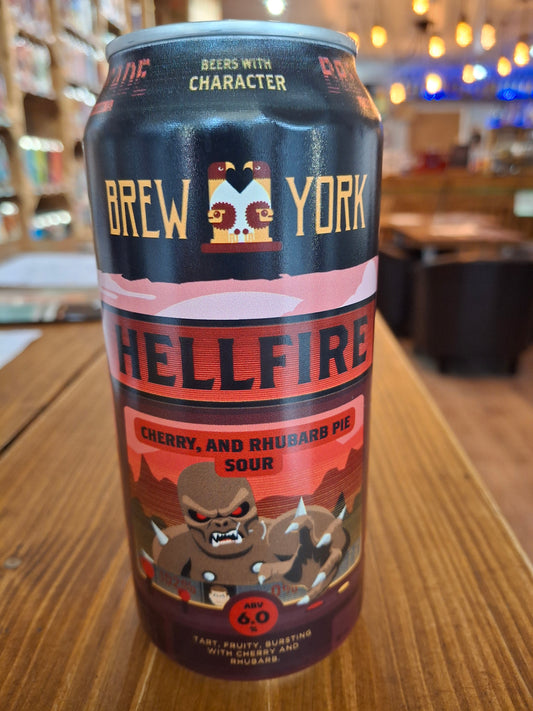 BEERS WITH
CHARACTER
BREW YORK
HELLFIRE
CHERRY, AND RHUBARB PIE
SOUR
ABV
6.0
%
TART, FRUITY, BURSTING
WITH CHERRY AND
RHUBARB.